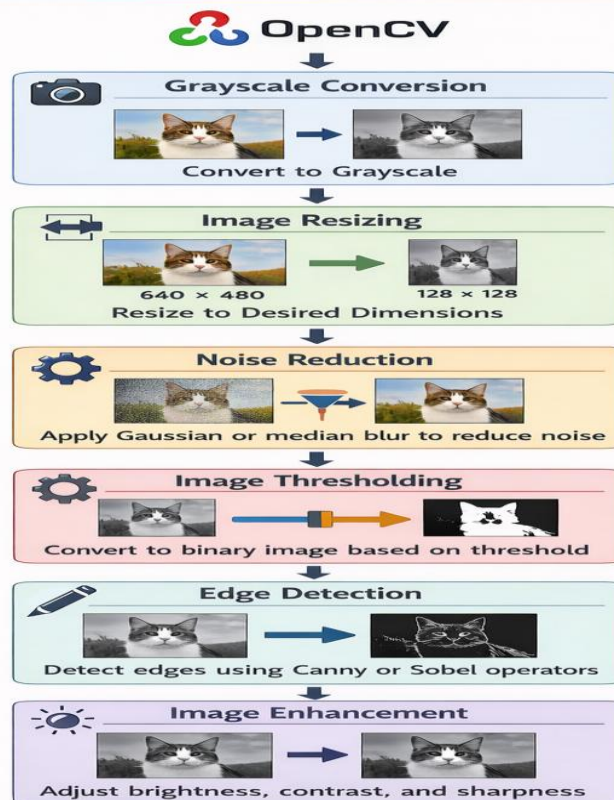 OpenCV
Grayscale Conversion
Convert to Grayscale
Image Resizing
640 × 480
128 × 128
Resize to Desired Dimensions
Noise Reduction
Apply Gaussian or median blur to reduce noise
Image Thresholding
Convert to binary image based on threshold
Edge Detection
Detect edges using Canny or Sobel operators
Image Enhancement
Adjust brightness, contrast, and sharpness